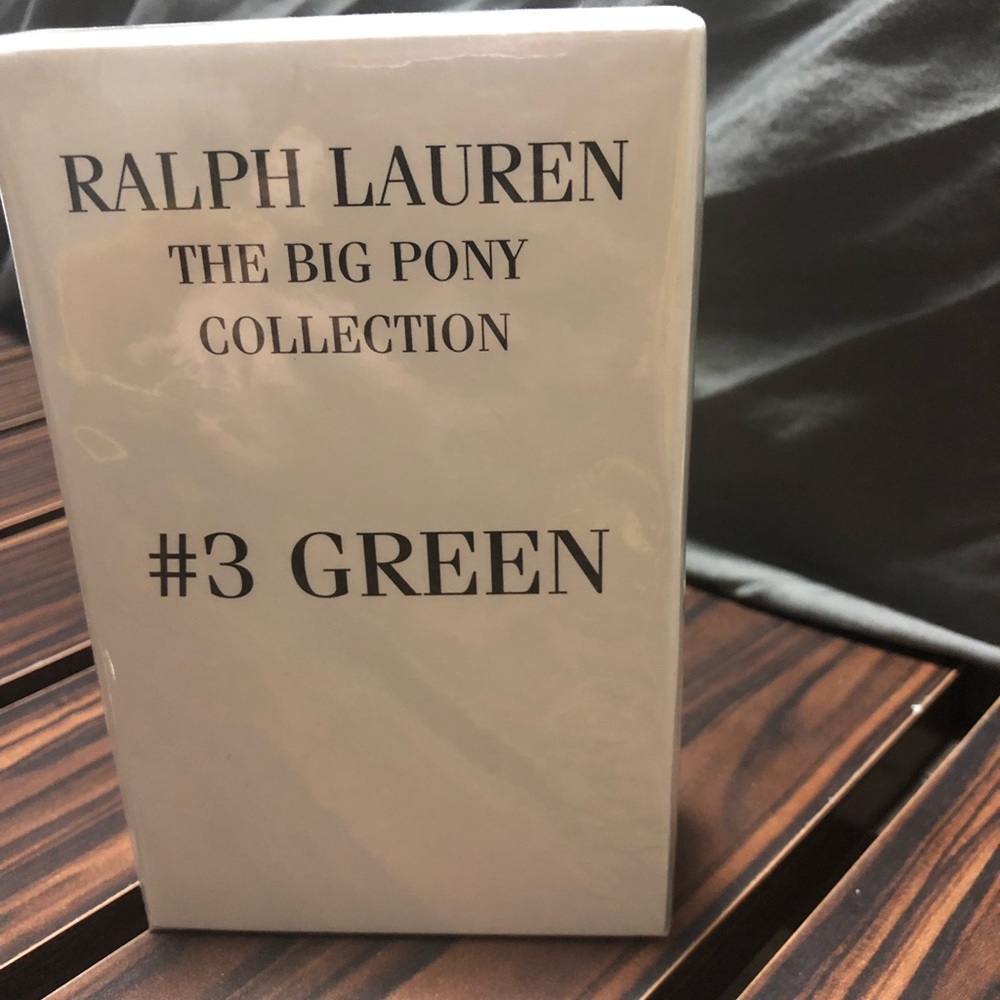 RALPH LAUREN
THE BIG PONY
COLLECTION
#3 GREEN